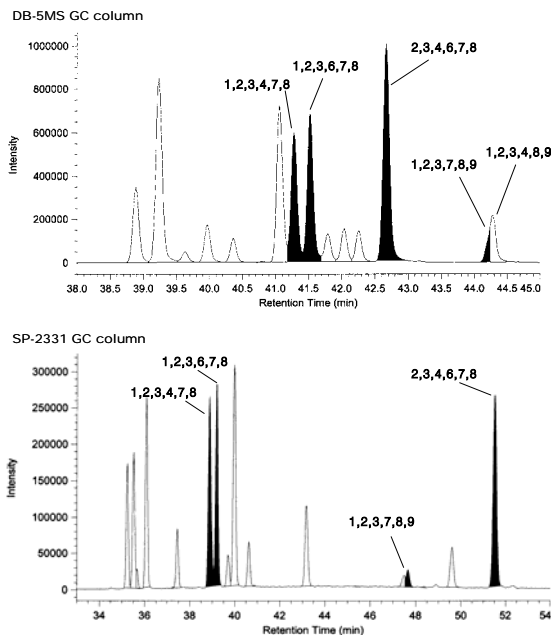 DB-5MS GC column
1,2,3,4,7,8
1,2,3,6,7,8
2,3,4,6,7,8
1,2,3,7,8,9
1,2,3,4,8,9
Intensity
1000000
800000
600000
400000
200000
0
38.0 38.5 39.0 39.5 40.0 40.5 41.0 41.5 42.0 42.5 43.0 43.5 44.0 44.5 45.0
Retention Time (min)
SP-2331 GC column
1,2,3,6,7,8
1,2,3,4,7,8
2,3,4,6,7,8
1,2,3,7,8,9
Intensity
300000
250000
200000
150000
100000
50000
0
34 36 38 40 42 44 46 48 50 52 54
Retention Time (min)